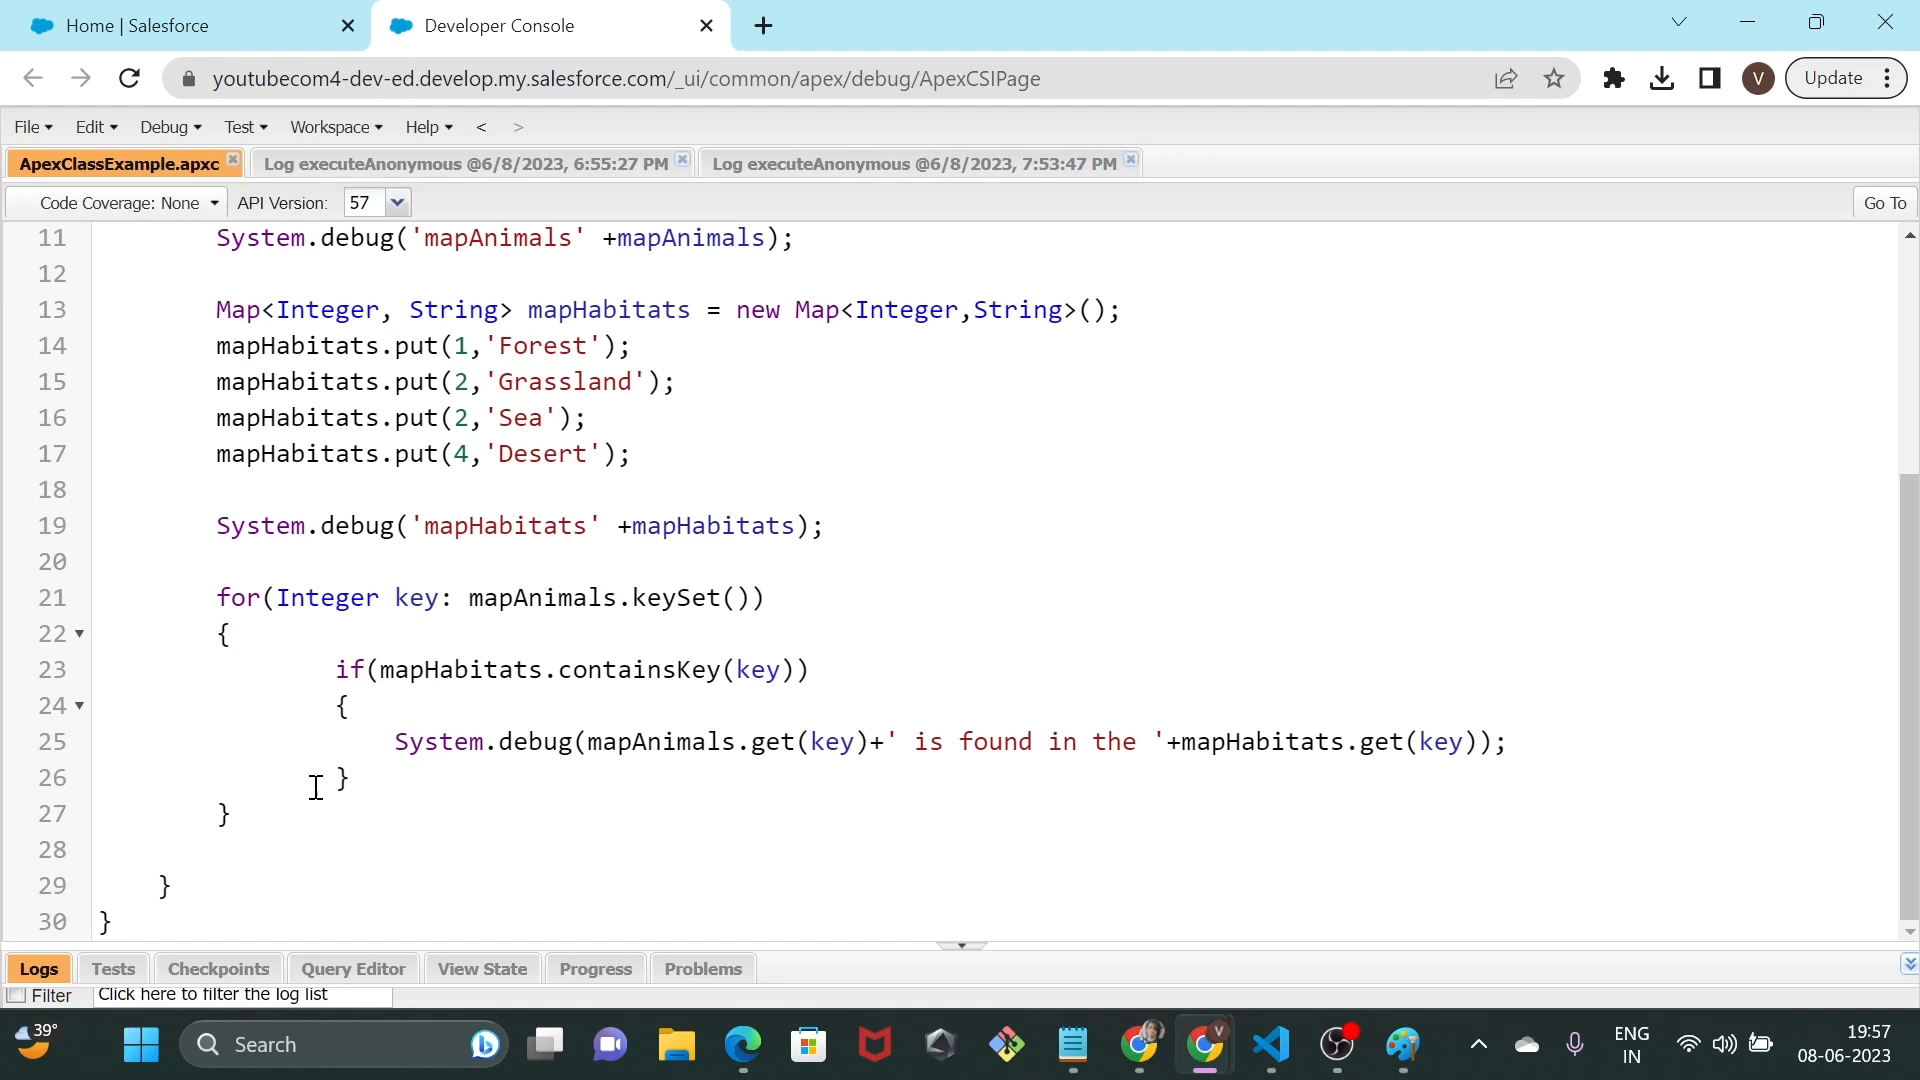 Home | Salesforce
Developer Console
youtubecom4-dev-ed.develop.my.salesforce.com/_ui/common/apex/debug/ApexCSIPage
V
Update
File Edit Debug Test Workspace Help < >
ApexClassExample.apxc
Log executeAnonymous @6/8/2023, 6:55:27 PM
Log executeAnonymous @6/8/2023, 7:53:47 PM
Code Coverage: None API Version: 57 Go To
11 System.debug('mapAnimals' +mapAnimals);
12
13 Map<Integer, String> mapHabitats = new Map<Integer,String>();
14 mapHabitats.put(1,'Forest');
15 mapHabitats.put(2,'Grassland');
16 mapHabitats.put(2,'Sea');
17 mapHabitats.put(4,'Desert');
18
19 System.debug('mapHabitats' +mapHabitats);
20
21 for(Integer key: mapAnimals.keySet())
22 {
23 if(mapHabitats.containsKey(key))
24 {
25 System.debug(mapAnimals.get(key)+' is found in the '+mapHabitats.get(key));
26 }
27 }
28
29 }
30 }
Logs Tests Checkpoints Query Editor View State Progress Problems
Filter Click here to filter the log list
39°
Search
V
ENG
IN
19:57
08-06-2023